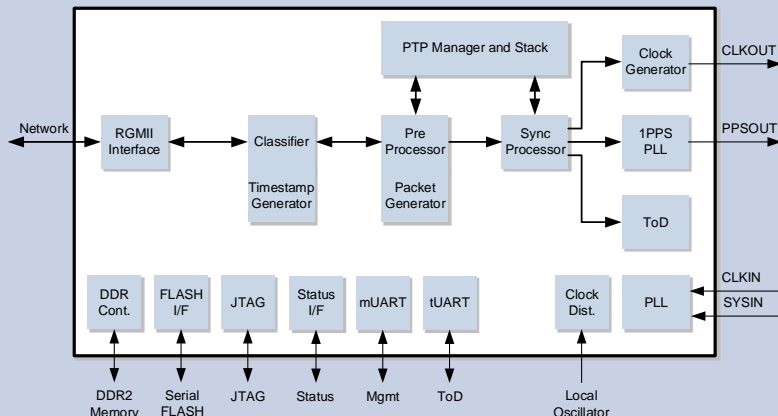 PTP Manager and Stack
Clock
Generator
CLKOUT
Network
RGMII
Interface
Classifier
Timestamp
Generator
Pre
Processor
Packet
Generator
Sync
Processor
1PPS
PLL
PPSOUT
ToD
DDR
Cont.
FLASH
I/F
JTAG
Status
I/F
mUART
tUART
Clock
Dist.
PLL
CLKIN
SYSIN
DDR2
Memory
Serial
FLASH
JTAG
Status
Mgmt
ToD
Local
Oscillator